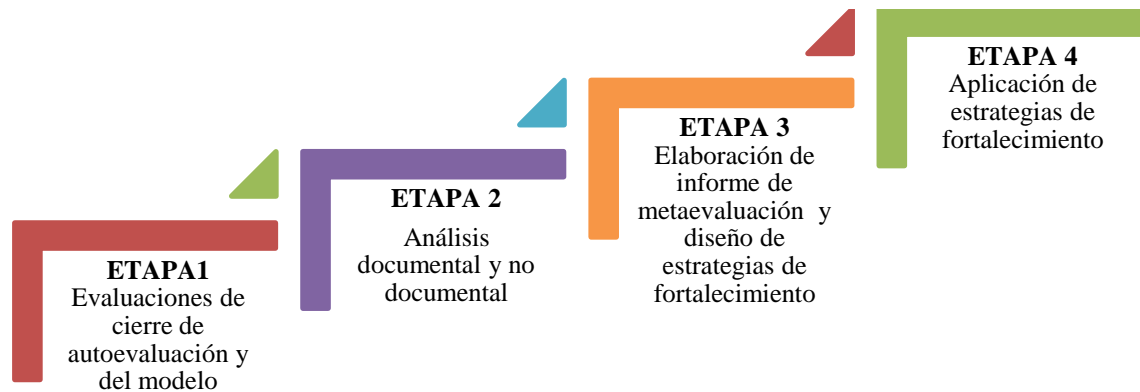 ETAPA1
Evaluaciones de
cierre de
autoevaluación y
del modelo
ETAPA 2
Análisis
documental y no
documental
ETAPA 3
Elaboración de
informe de
metaevaluación y
diseño de
estrategias de
fortalecimiento
ETAPA 4
Aplicación de
estrategias de
fortalecimiento